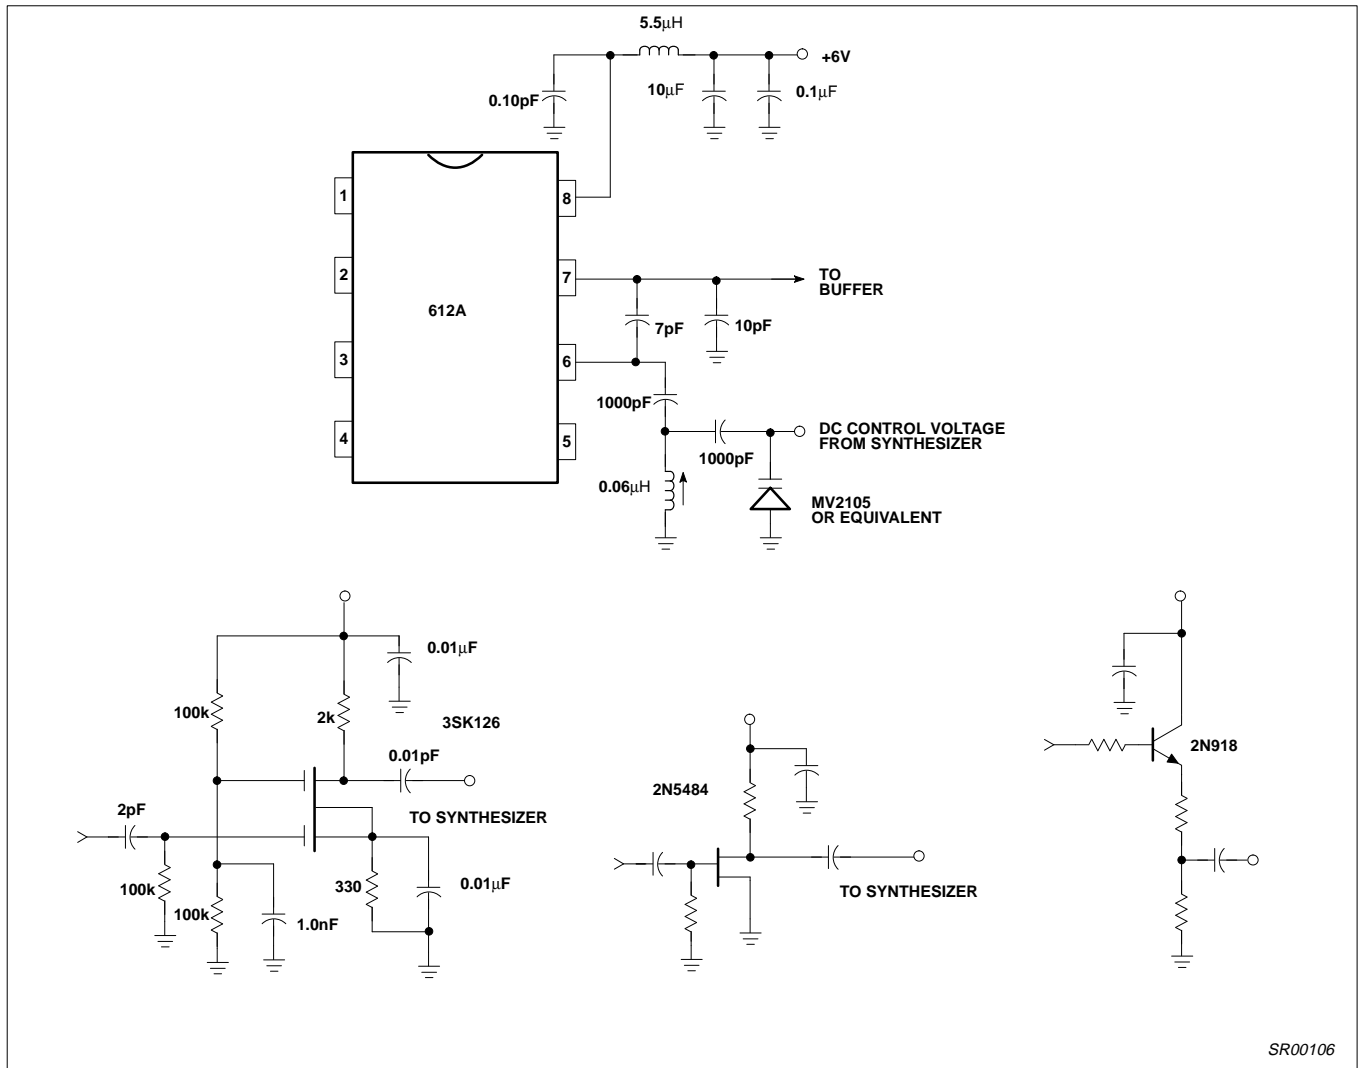 5.5μH
+6V
0.10pF
10μF
0.1μF
1
8
2
7
TO
BUFFER
612A
7pF
10pF
3
6
1000pF
4
5
DC CONTROL VOLTAGE
FROM SYNTHESIZER
1000pF
0.06μH
MV2105
OR EQUIVALENT
0.01μF
100k
2k
3SK126
0.01pF
TO SYNTHESIZER
2pF
100k
100k
330
0.01μF
1.0nF
2N5484
TO SYNTHESIZER
2N918
SR00106